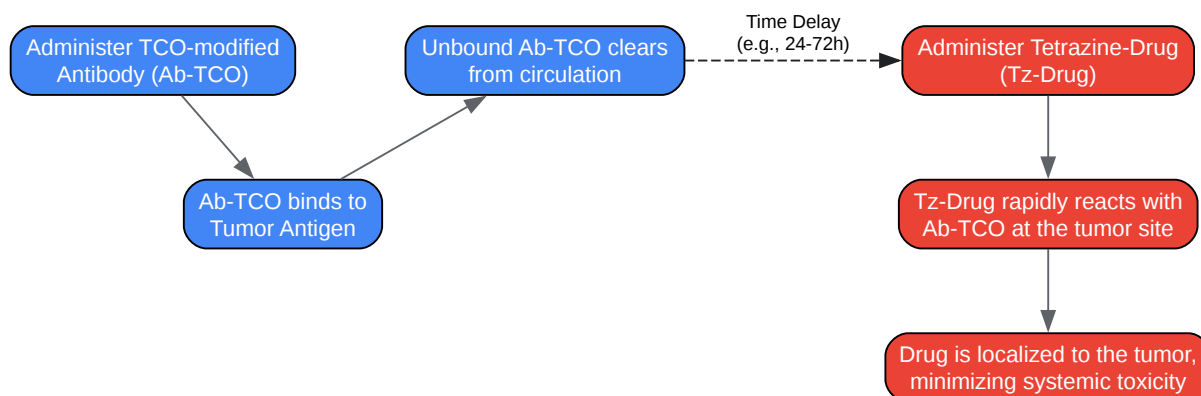 Administer TCO-modified
Antibody (Ab-TCO)
Ab-TCO binds to
Tumor Antigen
Unbound Ab-TCO clears
from circulation
Time Delay
(e.g., 24-72h)
Administer Tetrazine-Drug
(Tz-Drug)
Tz-Drug rapidly reacts with
Ab-TCO at the tumor site
Drug is localized to the tumor,
minimizing systemic toxicity